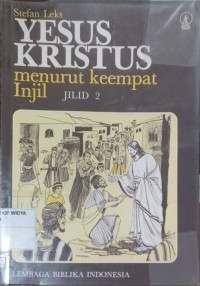 Stefan Leks
YESUS
KRISTUS
menurut keempat
Injil JILID 2
LEMBAGA BIBLIKA INDONESIA